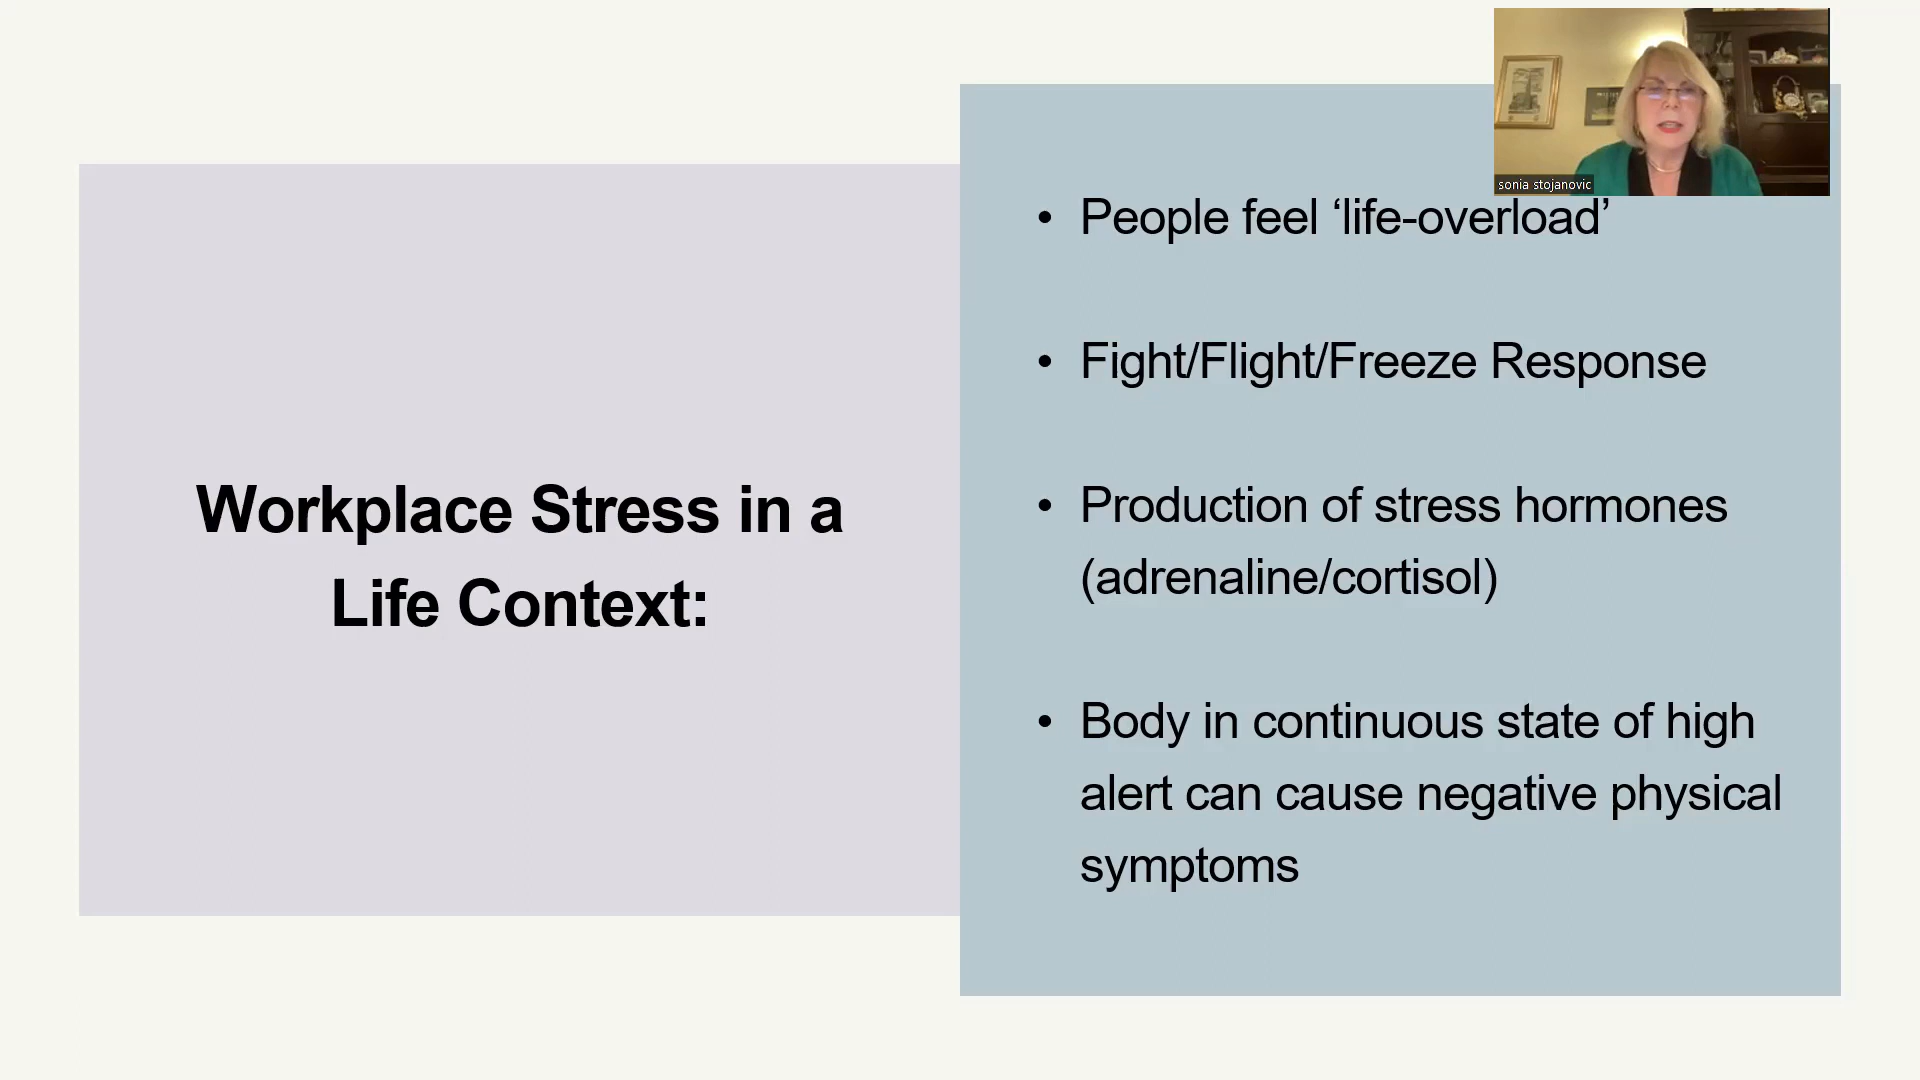 sonia stojanovic
Workplace Stress in a
Life Context:
• People feel ‘life-overload’
• Fight/Flight/Freeze Response
• Production of stress hormones
(adrenaline/cortisol)
• Body in continuous state of high
alert can cause negative physical
symptoms